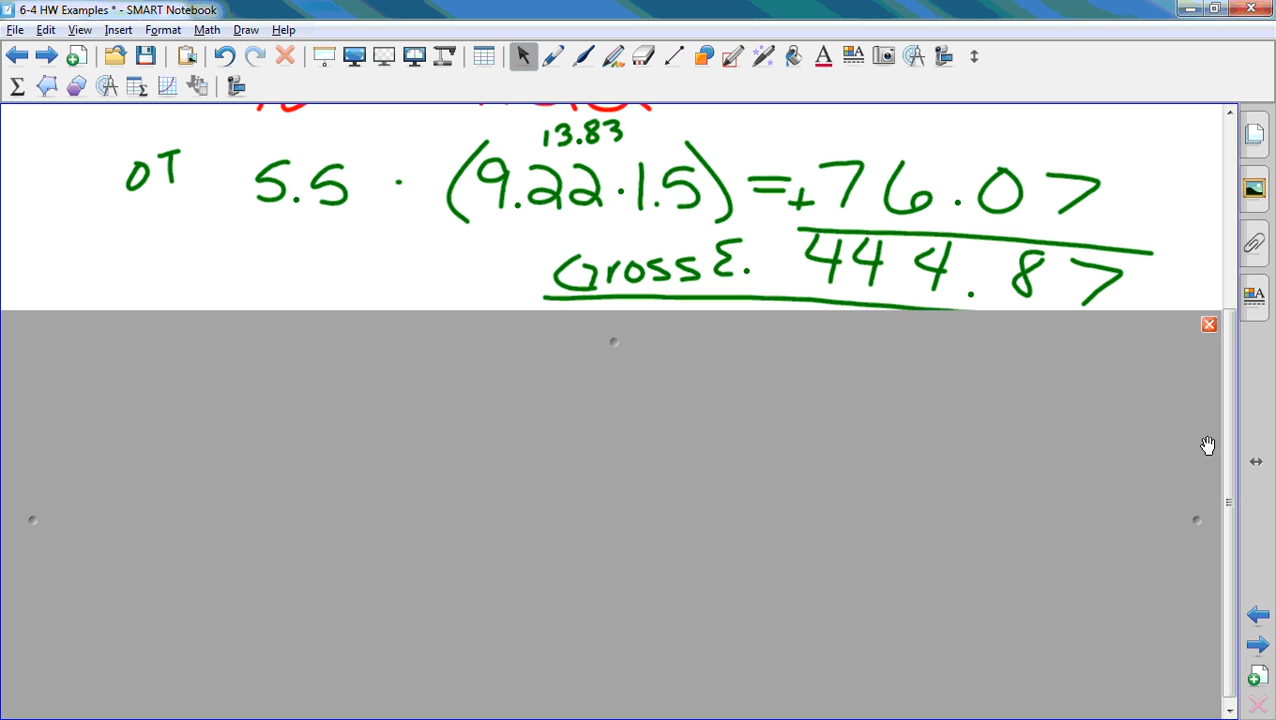 6-4 HW Examples * - SMART Notebook
File Edit View Insert Format Math Draw Help
13.83
OT 5.5 · (9.22·1.5) = +76.07
Gross E. 444.87